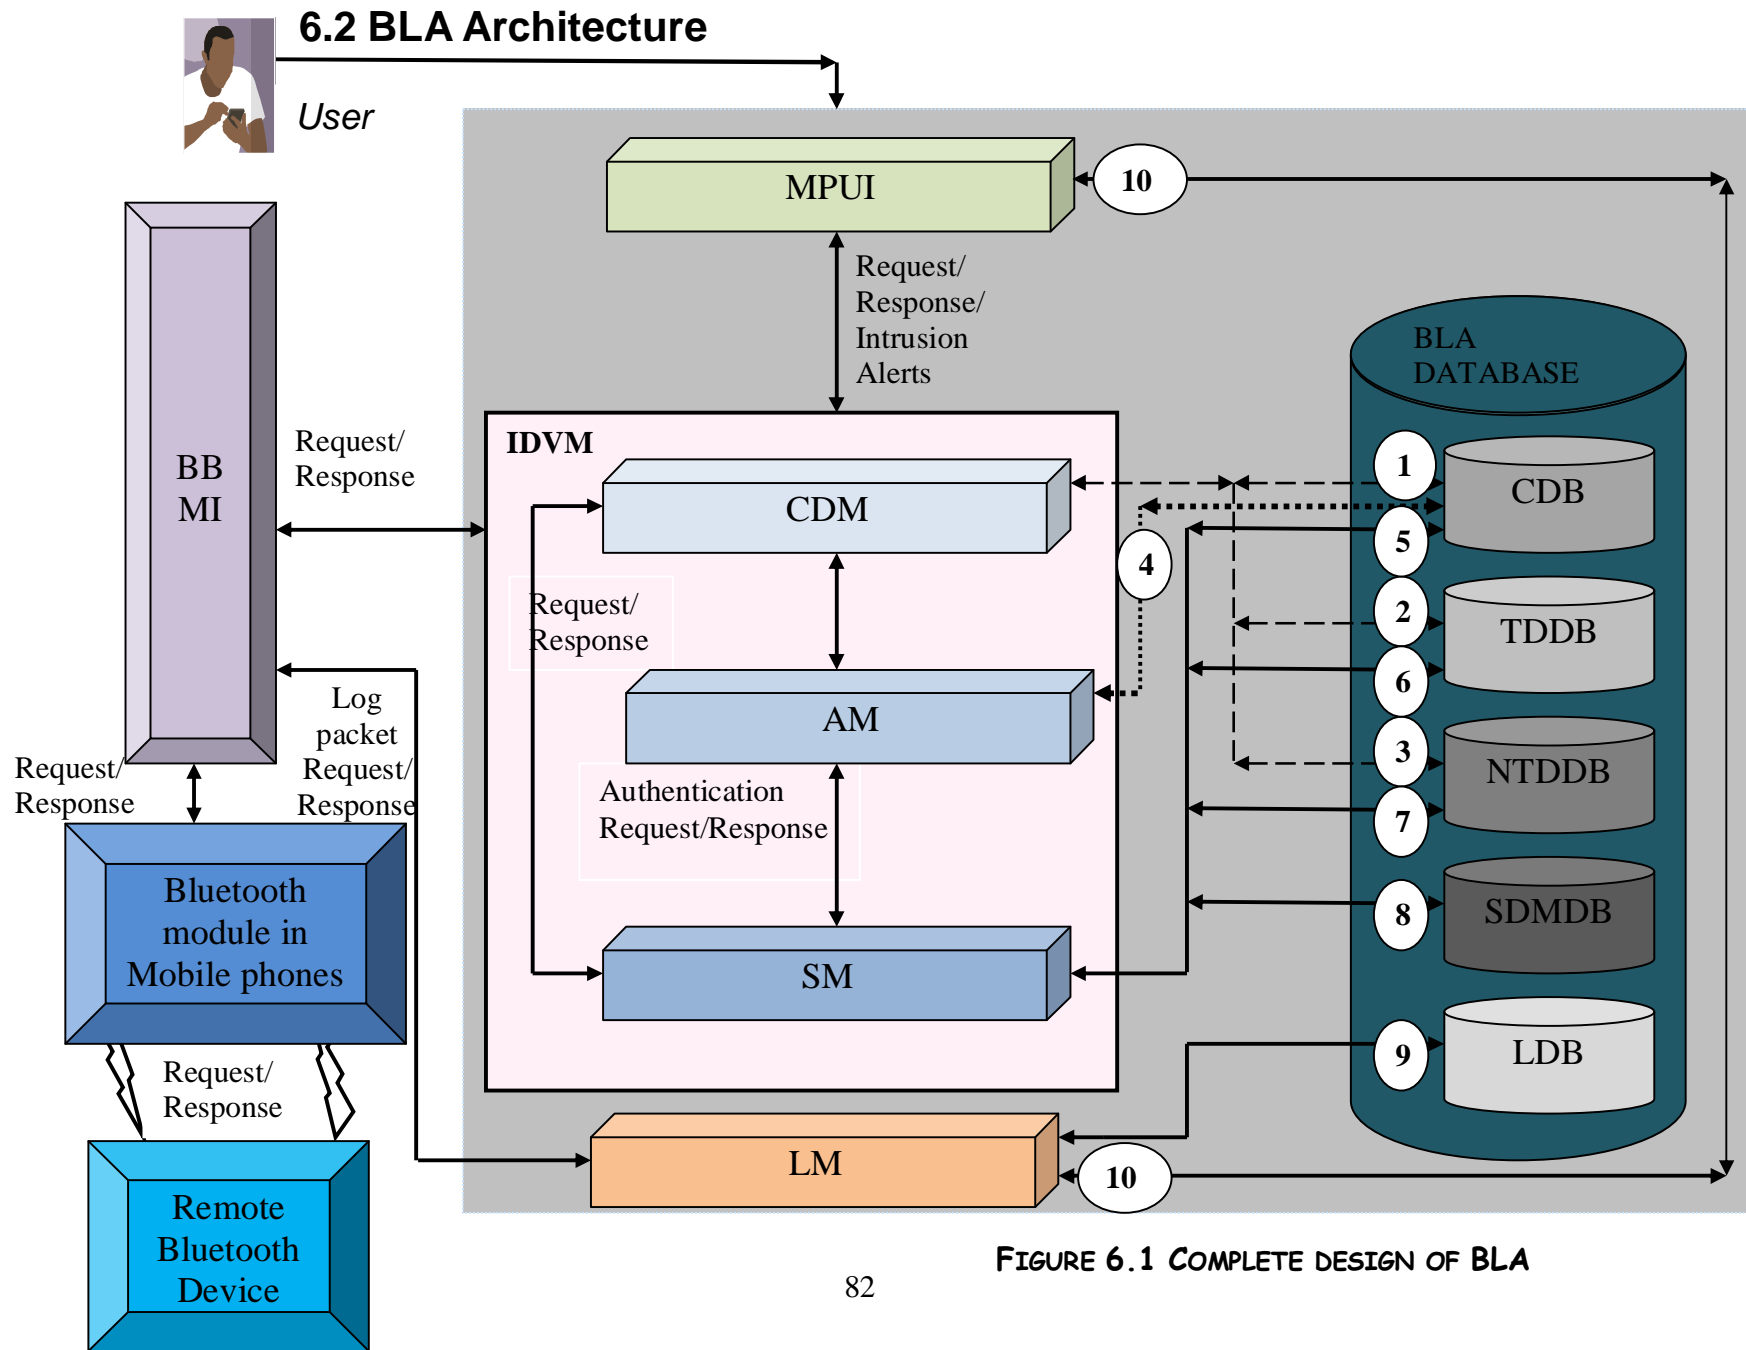 6.2 BLA Architecture
User
MPUI
10
Request/
Response/
Intrusion
Alerts
BLA
DATABASE
IDVM
BB
MI
Request/
Response
CDM
1
CDB
5
4
Request/
Response
2
TDDB
6
AM
Log
packet
Request/
Response
3
NTDDB
7
Request/
Response
Authentication
Request/Response
Bluetooth
module in
Mobile phones
8
SDMDB
SM
9
LDB
Request/
Response
LM
10
Remote
Bluetooth
Device
FIGURE 6.1 COMPLETE DESIGN OF BLA
82